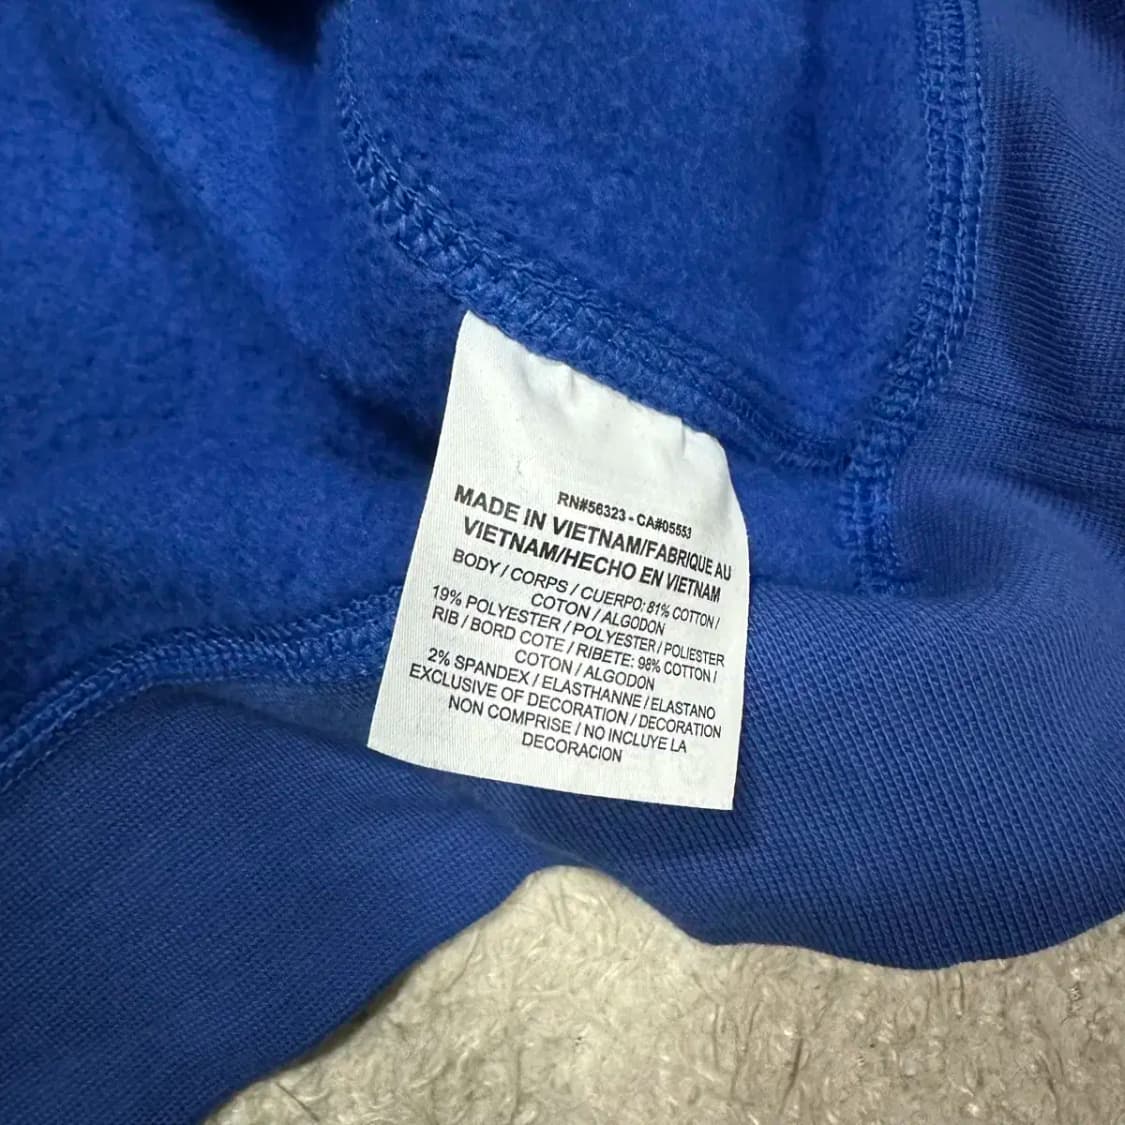 RN#56323 - CA#05553
MADE IN VIETNAM/FABRIQUE AU
VIETNAM/HECHO EN VIETNAM
BODY / CORPS / CUERPO: 81% COTTON /
COTON / ALGODON
19% POLYESTER / POLYESTER / POLIESTER
RIB / BORD COTE / RIBETE: 98% COTTON /
COTON / ALGODON
2% SPANDEX / ELASTHANNE / ELASTANO
EXCLUSIVE OF DECORATION / DECORATION
NON COMPRISE / NO INCLUYE LA
DECORACION